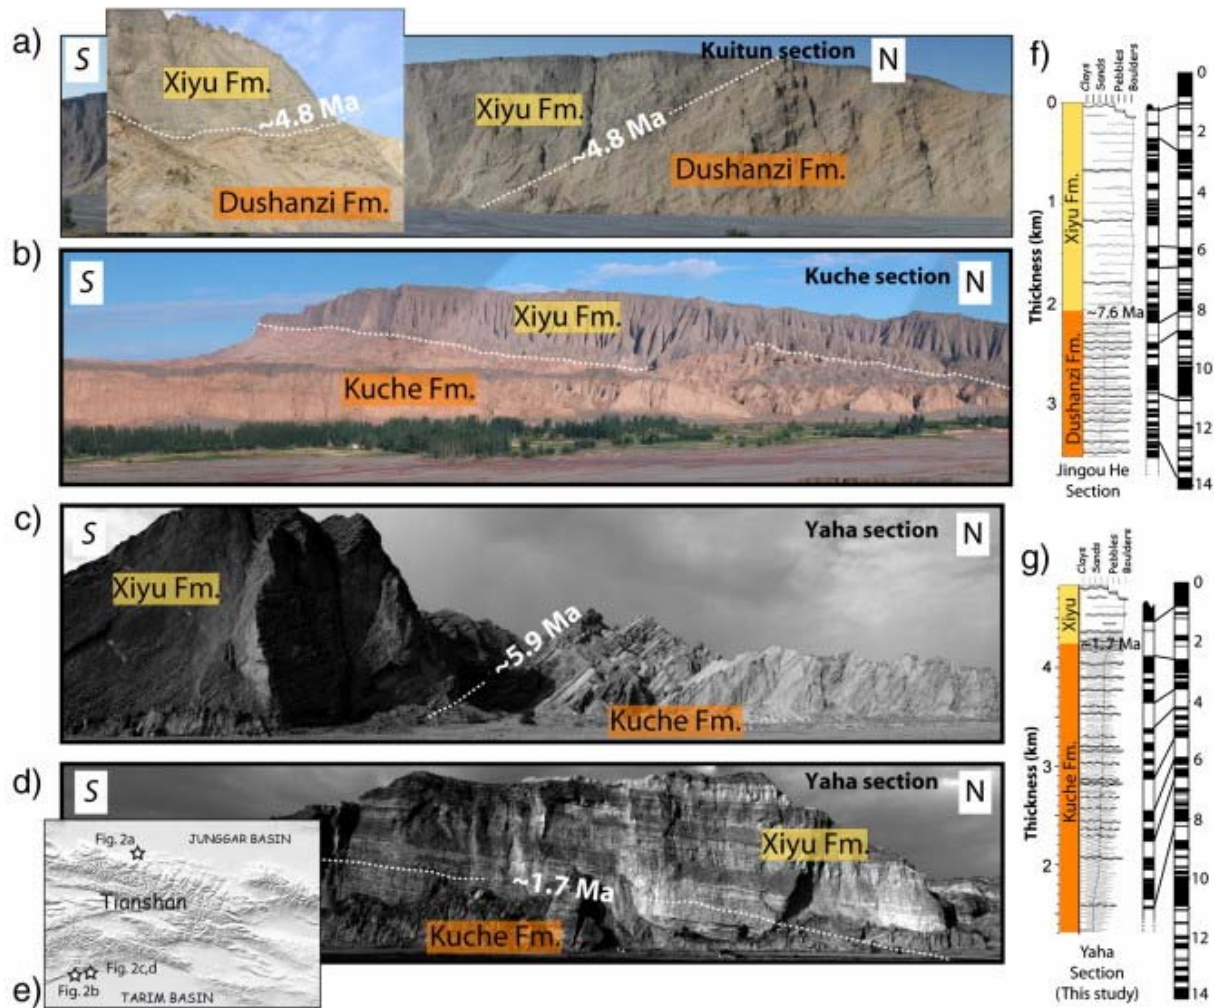 a)
S
Xiyu Fm.
~4.8 Ma
Dushanzi Fm.
Kuitun section
N
Xiyu Fm.
~4.8 Ma
Dushanzi Fm.
b)
S
Kuche section
N
Xiyu Fm.
Kuche Fm.
c)
S
Yaha section
N
Xiyu Fm.
~5.9 Ma
Kuche Fm.
d)
S
Yaha section
N
Xiyu Fm.
~1.7 Ma
Kuche Fm.
e)
Fig. 2a
JUNGGAR BASIN
Tianshan
Fig. 2c,d
Fig. 2b
TARIM BASIN
f)
Clays
Sands
Pebbles
Boulders
Thickness (km)
0
1
2
3
Xiyu Fm.
~7.6 Ma
Dushanzi Fm.
0
2
4
6
8
10
12
14
Jingou He
Section
g)
Clays
Sands
Pebbles
Boulders
Thickness (km)
4
3
2
Xiyu
~1.7 Ma
Kuche Fm.
0
2
4
6
8
10
12
14
Yaha
Section
(This study)